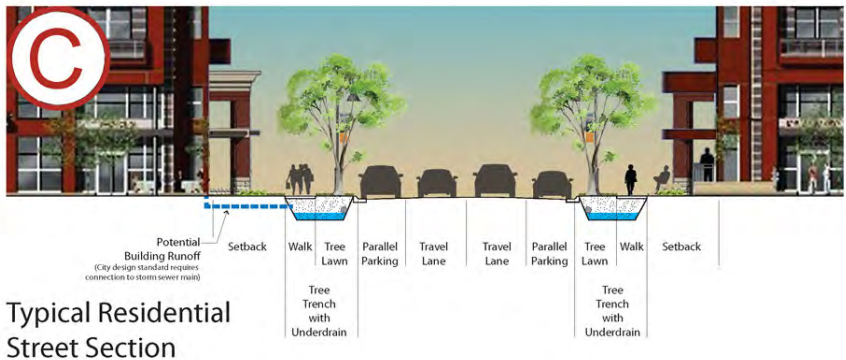 C
Potential
Building Runoff
(City design standard requires
connection to storm sewer main)
Setback
Walk
Tree
Lawn
Parallel
Parking
Travel
Lane
Travel
Lane
Parallel
Parking
Tree
Lawn
Walk
Setback
Tree
Trench
with
Underdrain
Tree
Trench
with
Underdrain
Typical Residential
Street Section